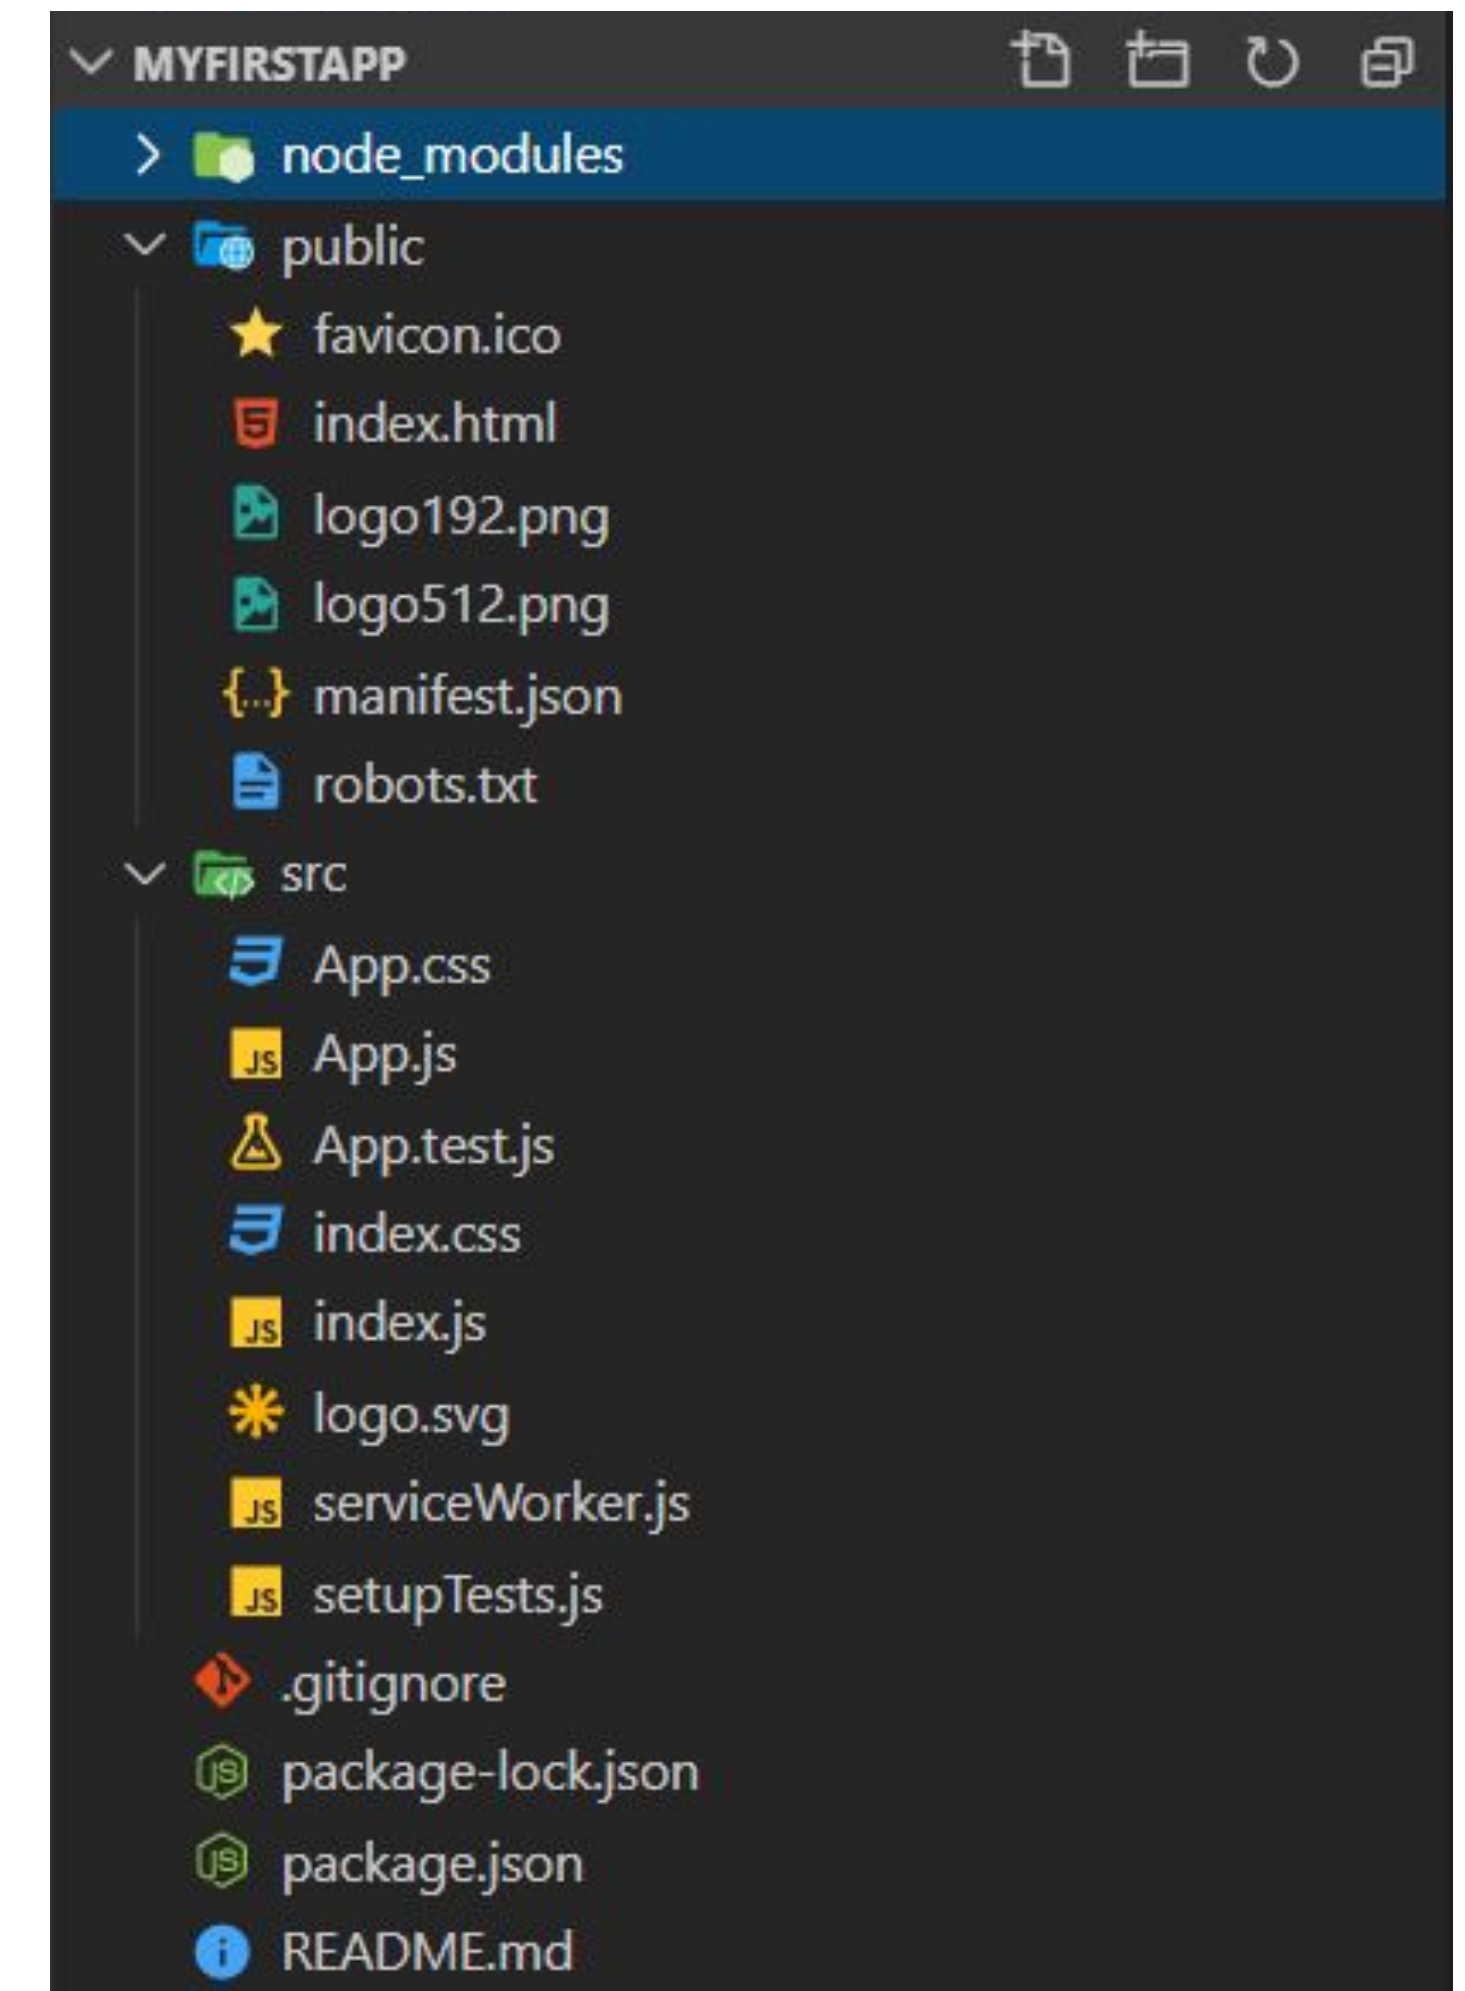 MYFIRSTAPP
node_modules
public
favicon.ico
index.html
logo192.png
logo512.png
manifest.json
robots.txt
src
App.css
App.js
App.test.js
index.css
index.js
logo.svg
serviceWorker.js
setupTests.js
.gitignore
package-lock.json
package.json
README.md